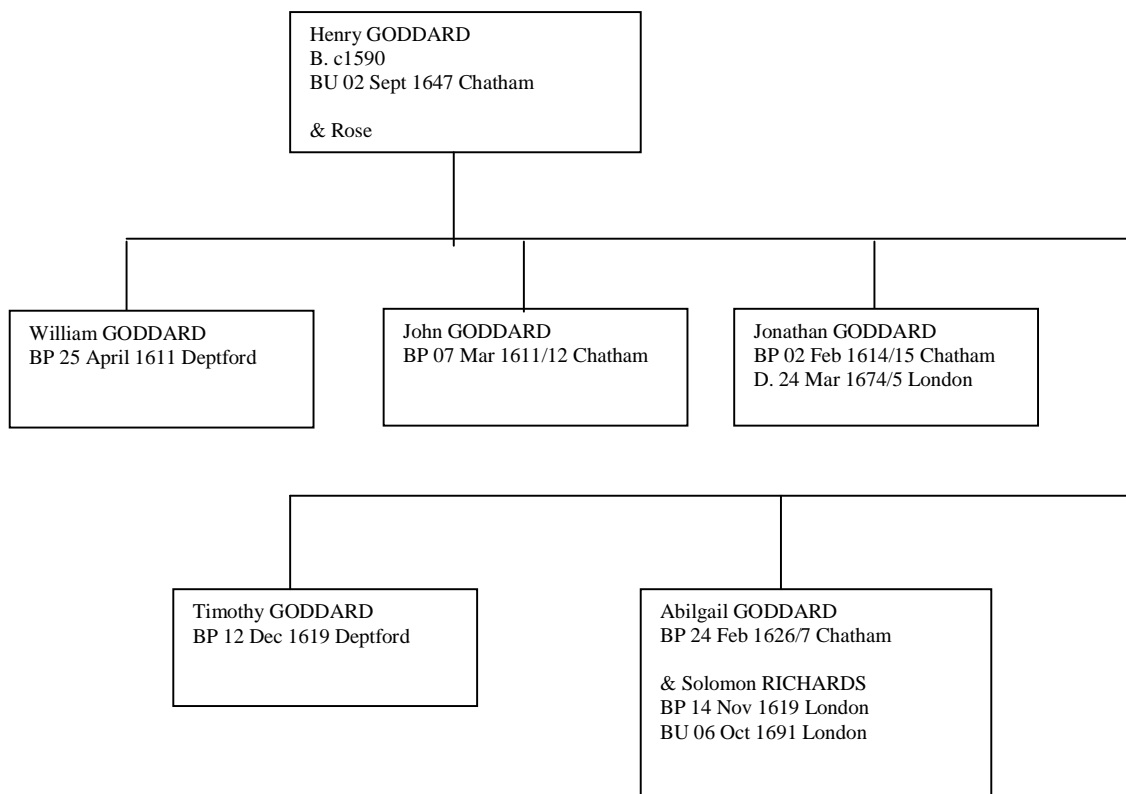 Henry GODDARD
B. c1590
BU 02 Sept 1647 Chatham
& Rose
William GODDARD
BP 25 April 1611 Deptford
John GODDARD
BP 07 Mar 1611/12 Chatham
Jonathan GODDARD
BP 02 Feb 1614/15 Chatham
D. 24 Mar 1674/5 London
Timothy GODDARD
BP 12 Dec 1619 Deptford
Abilgail GODDARD
BP 24 Feb 1626/7 Chatham
& Solomon RICHARDS
BP 14 Nov 1619 London
BU 06 Oct 1691 London